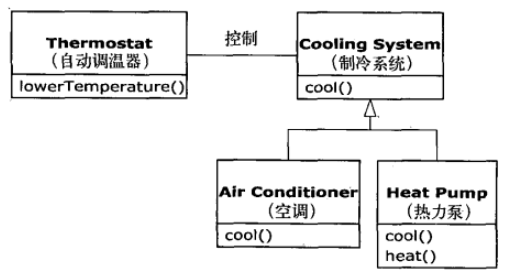 Thermostat
（自动调温器）
lowerTemperature()
控制
Cooling System
（制冷系统）
cool()
Air Conditioner
（空调）
cool()
Heat Pump
（热力泵）
cool()
heat()